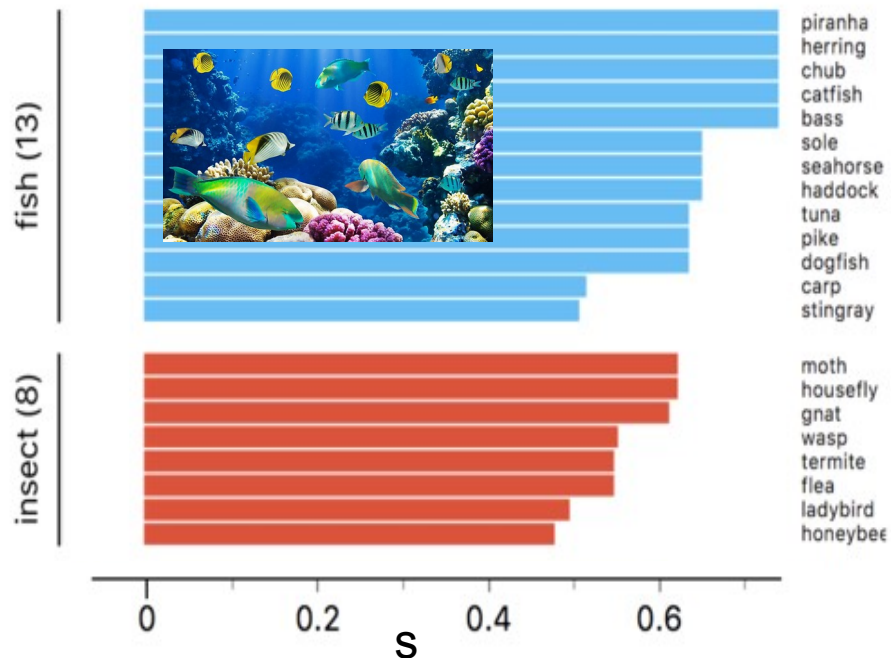 fish (13)
piranha
herring
chub
catfish
bass
sole
seahorse
haddock
tuna
pike
dogfish
carp
stingray
insect (8)
moth
housefly
gnat
wasp
termite
flea
ladybird
honeybee
0 0.2 0.4 0.6
S